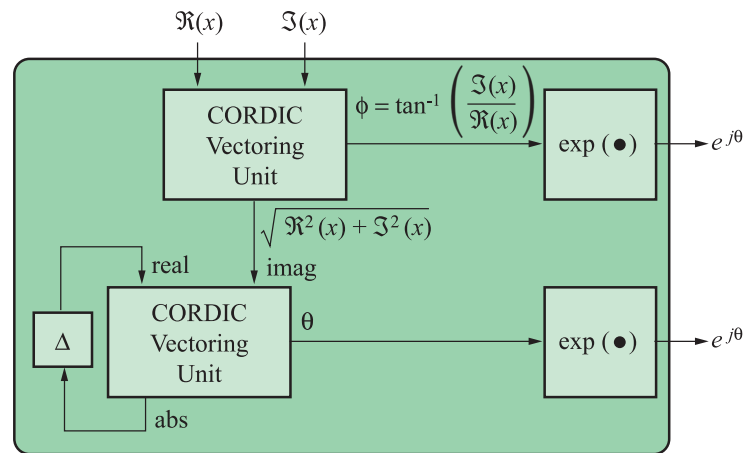 ℜ(x) ℑ(x)
CORDIC
Vectoring
Unit
ϕ = tan⁻¹ (ℑ(x)/ℜ(x))
exp (●)
e^{jθ}
√(ℜ² (x) + ℑ² (x))
real
imag
Δ
CORDIC
Vectoring
Unit
θ
exp (●)
e^{jθ}
abs